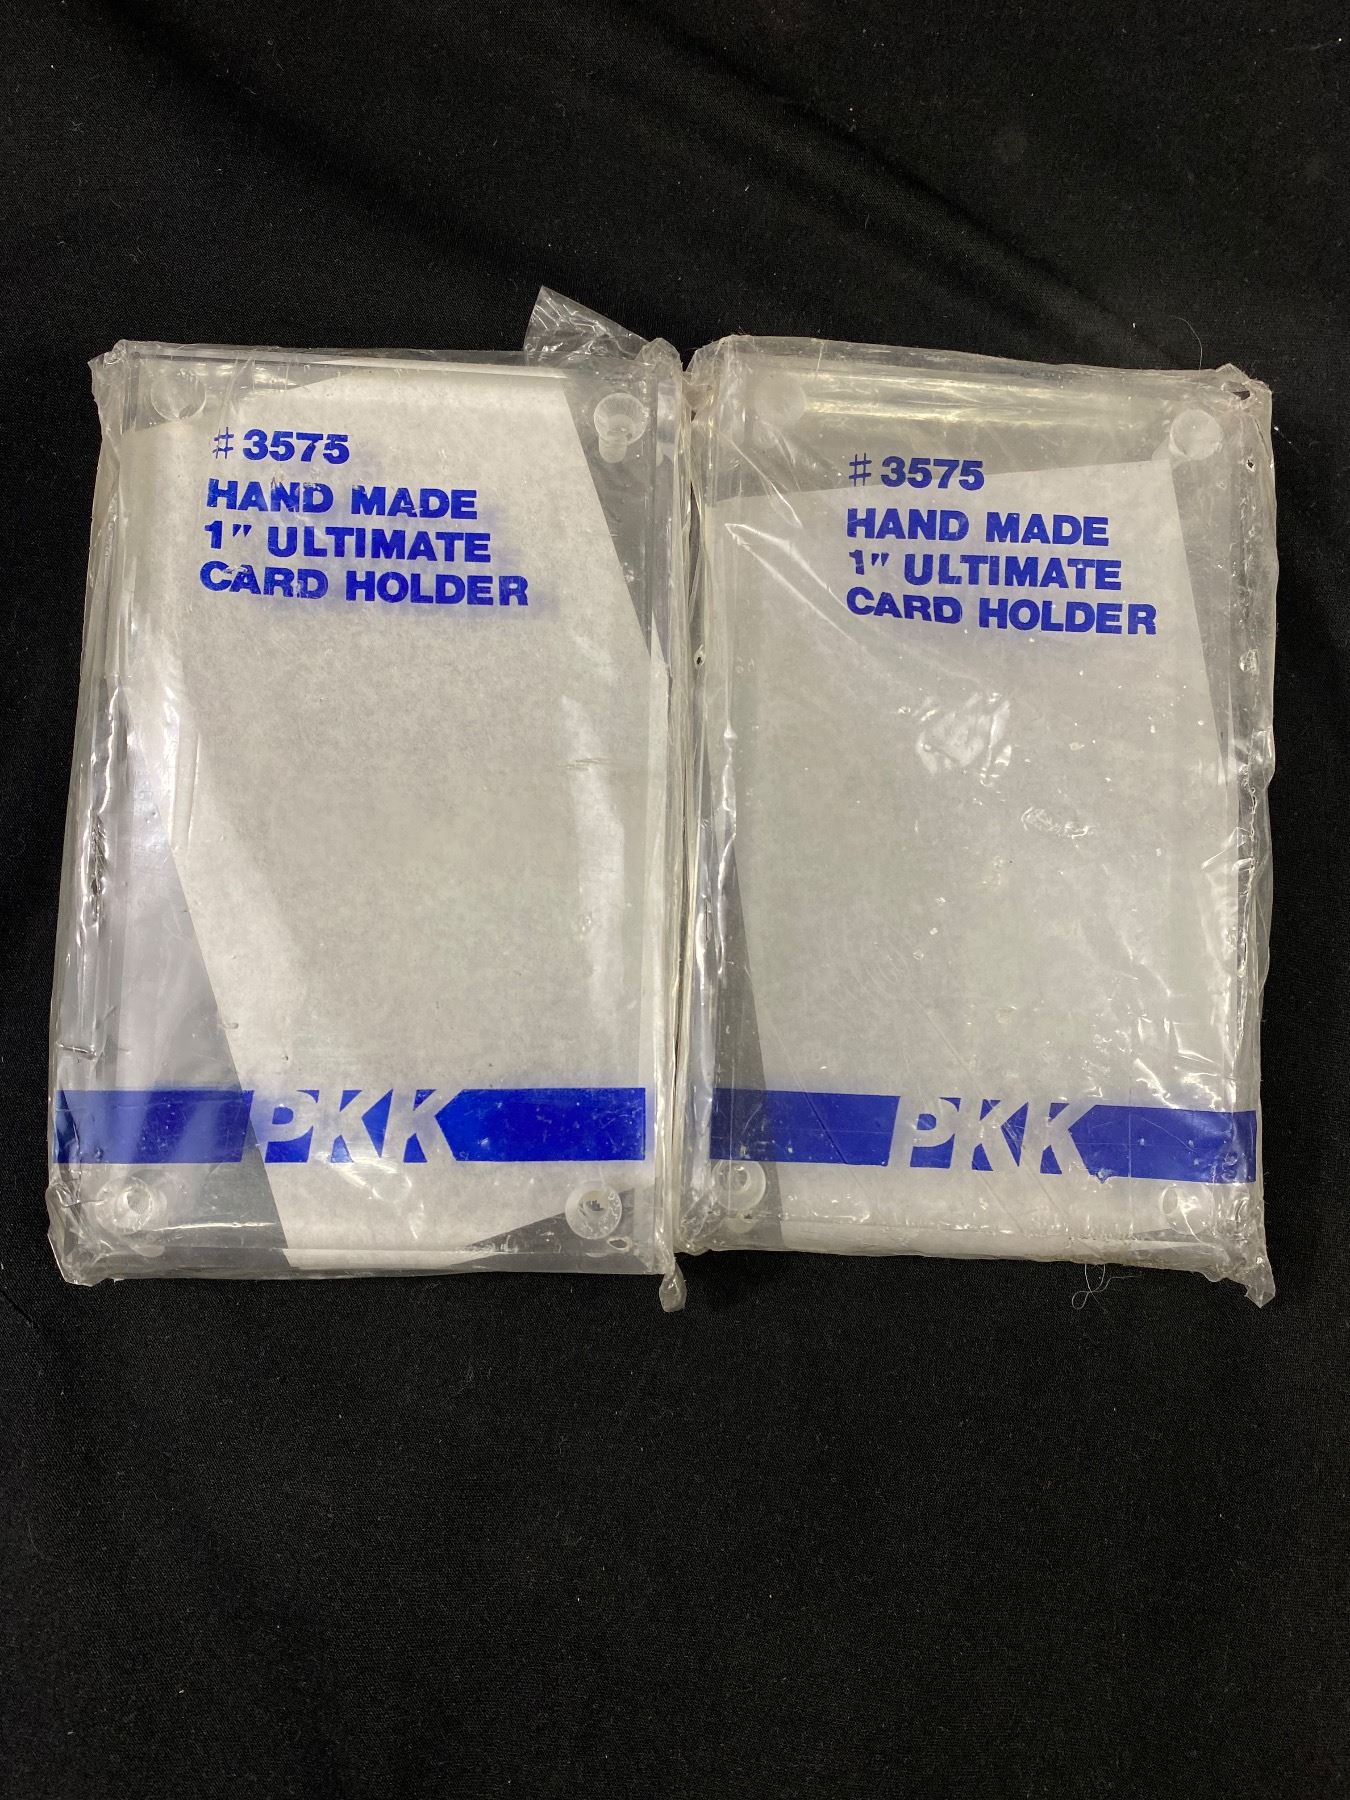 # 3575
HAND MADE
1" ULTIMATE
CARD HOLDER
PKK
# 3575
HAND MADE
1" ULTIMATE
CARD HOLDER
PKK